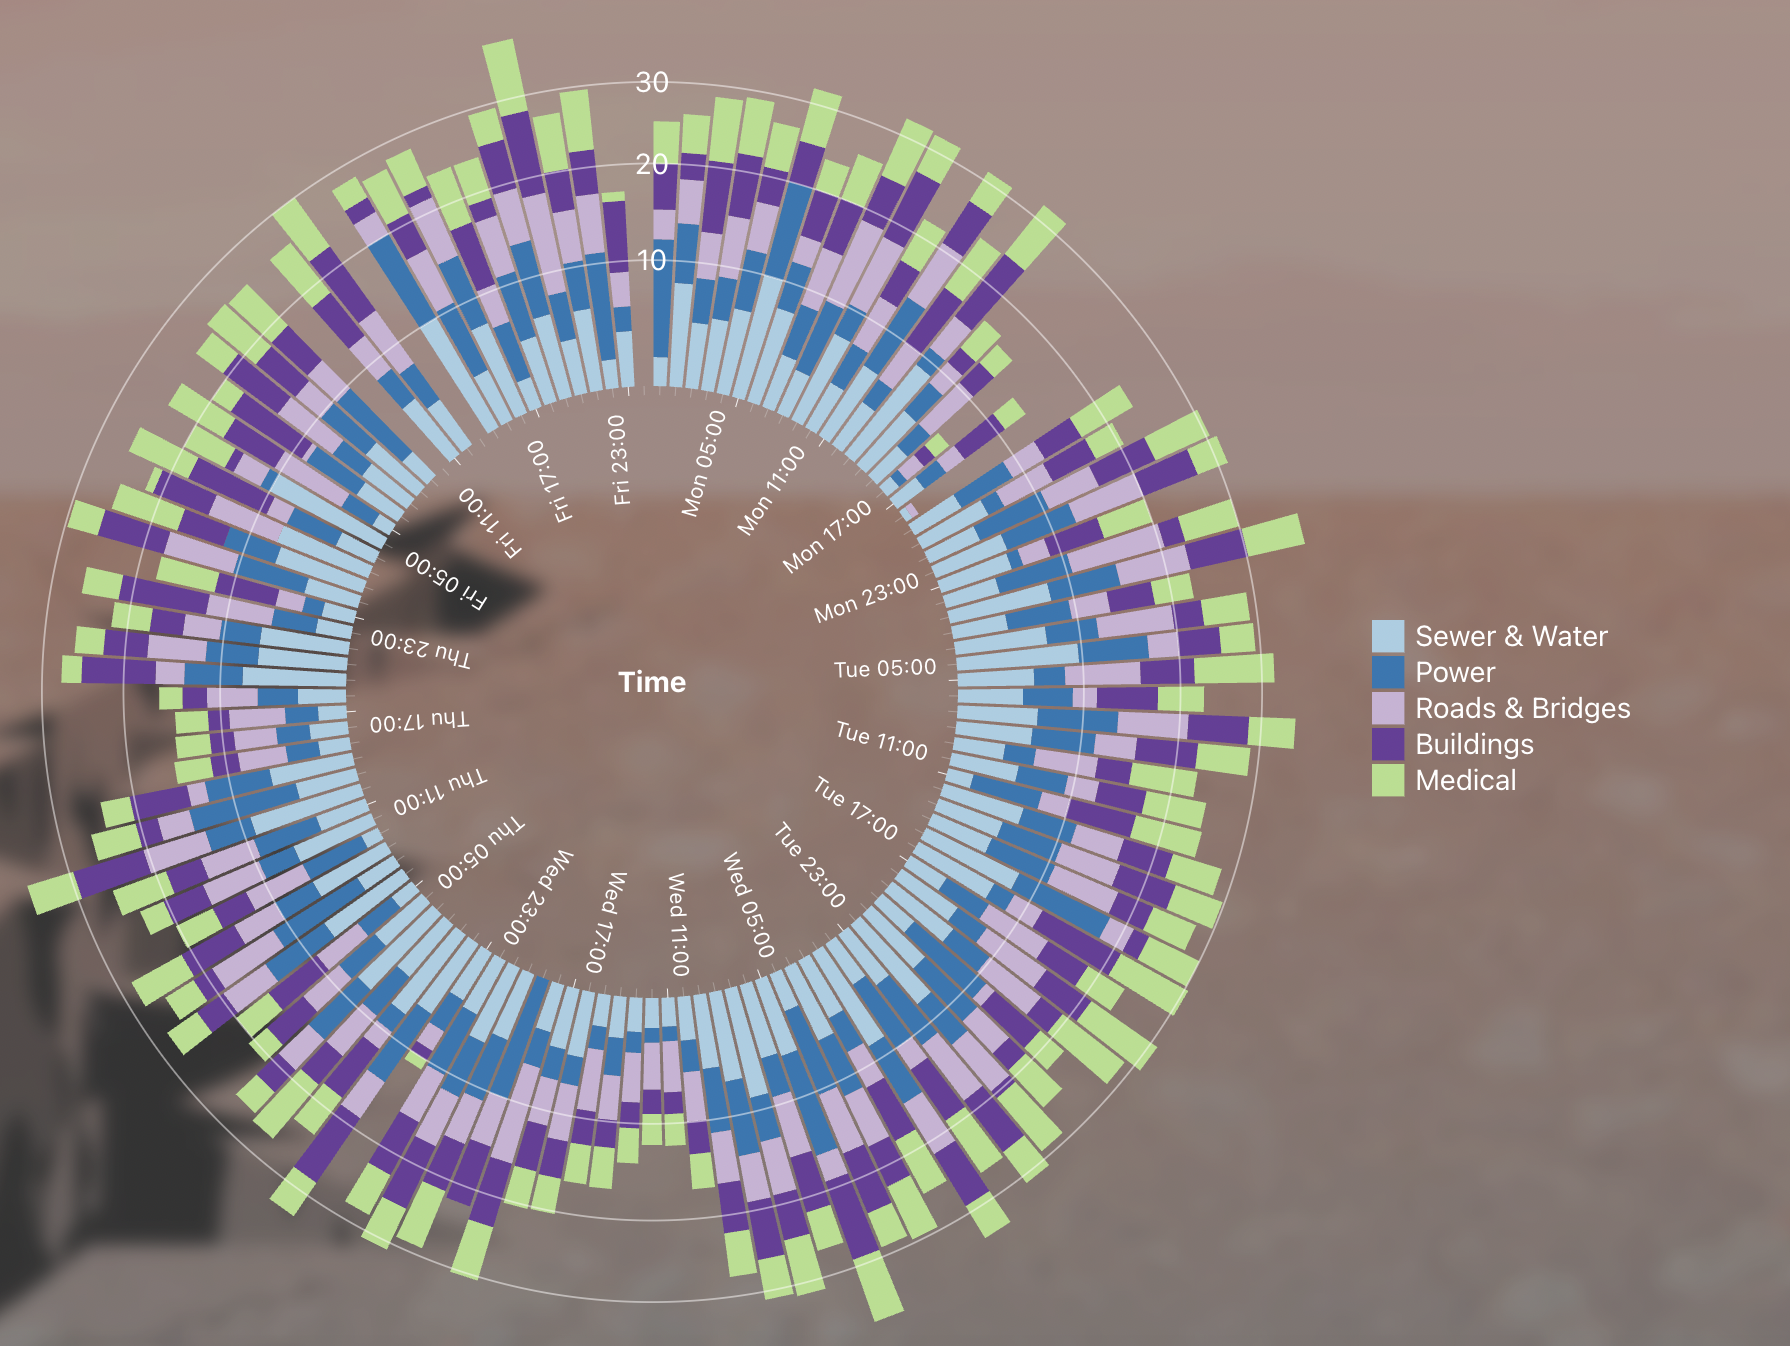 30
20
10
Mon 05:00
Mon 11:00
Mon 17:00
Mon 23:00
Tue 05:00
Tue 11:00
Tue 17:00
Tue 23:00
Wed 05:00
Wed 11:00
Wed 17:00
Wed 23:00
Thu 05:00
Thu 11:00
Thu 17:00
Thu 23:00
Fri 05:00
Fri 11:00
Fri 17:00
Fri 23:00
Time
Sewer & Water
Power
Roads & Bridges
Buildings
Medical